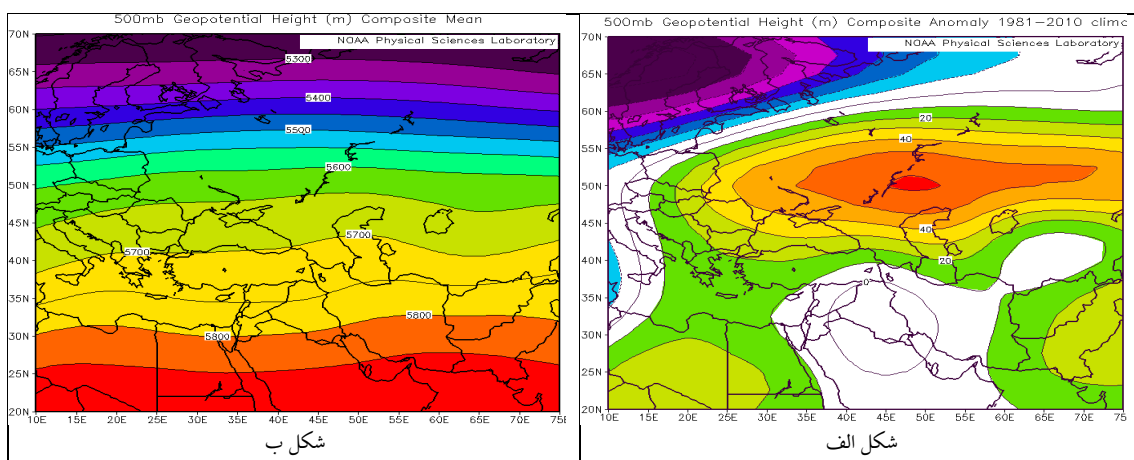 500mb Geopotential Height (m) Composite Mean
NOAA Physical Sciences Laboratory
70N
65N
60N
55N
50N
45N
40N
35N
30N
25N
20N
5300
5400
5500
5600
5700
5700
5800
5800
10E 15E 20E 25E 30E 35E 40E 45E 50E 55E 60E 65E 70E 75E
شکل ب
500mb Geopotential Height (m) Composite Anomaly 1981-2010 climo
NOAA Physical Sciences Laboratory
70N
65N
60N
55N
50N
45N
40N
35N
30N
25N
20N
20
40
40
20
0
10E 15E 20E 25E 30E 35E 40E 45E 50E 55E 60E 65E 70E 75E
شکل الف